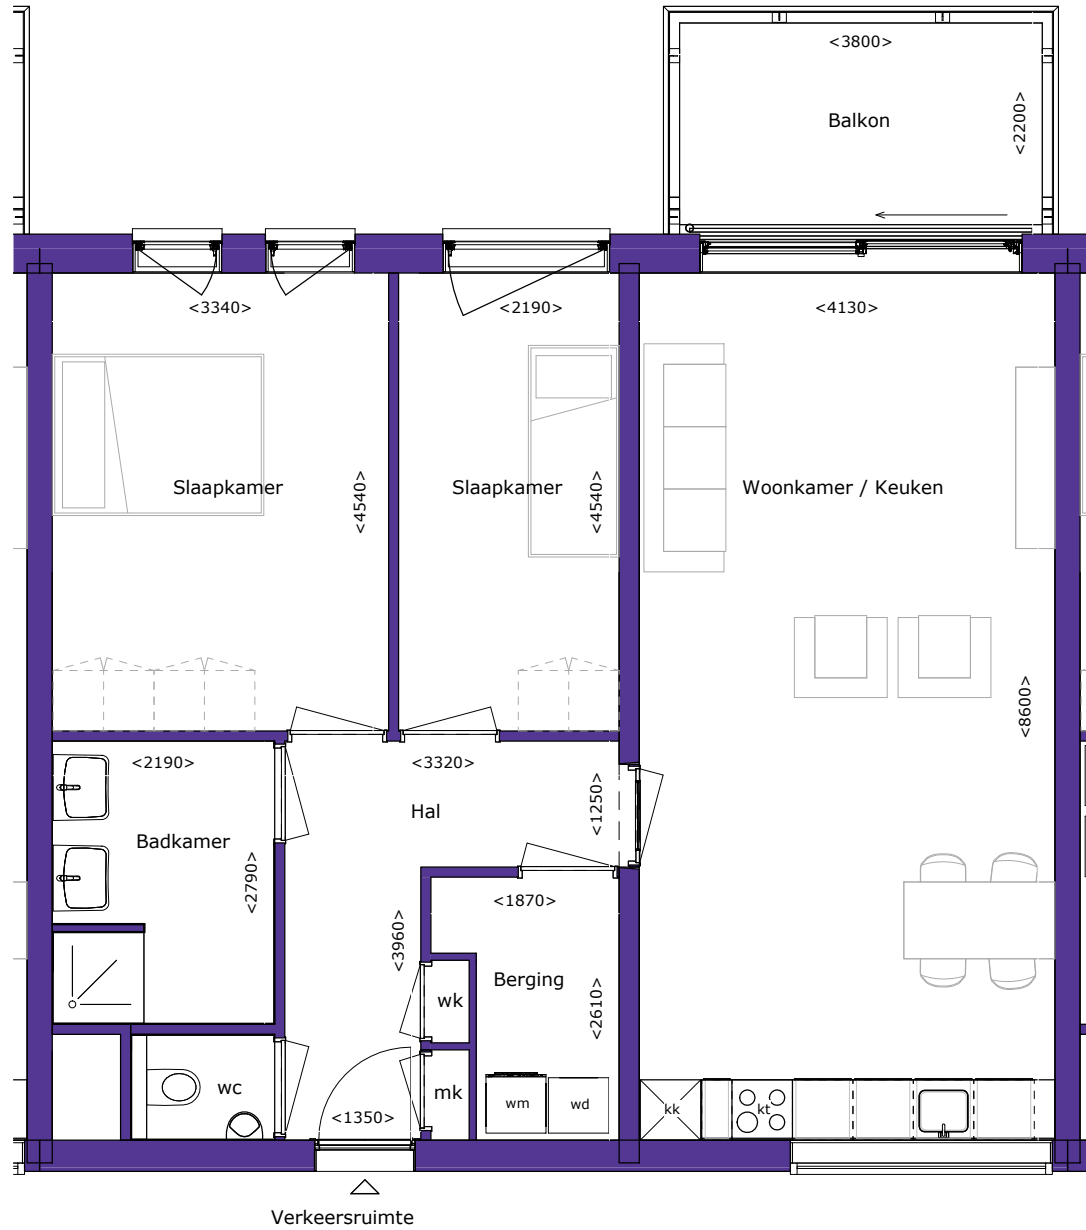 <3800>
<2200>
Balkon
<3340>
<2190>
<4130>
Slaapkamer
<4540>
Slaapkamer
<4540>
Woonkamer / Keuken
<8600>
<2190>
<3320>
<1250>
Hal
Badkamer
<2790>
<1870>
<3960>
Berging
<2610>
wk
wc
mk
wm
wd
kk
kt
<1350>
Verkeersruimte